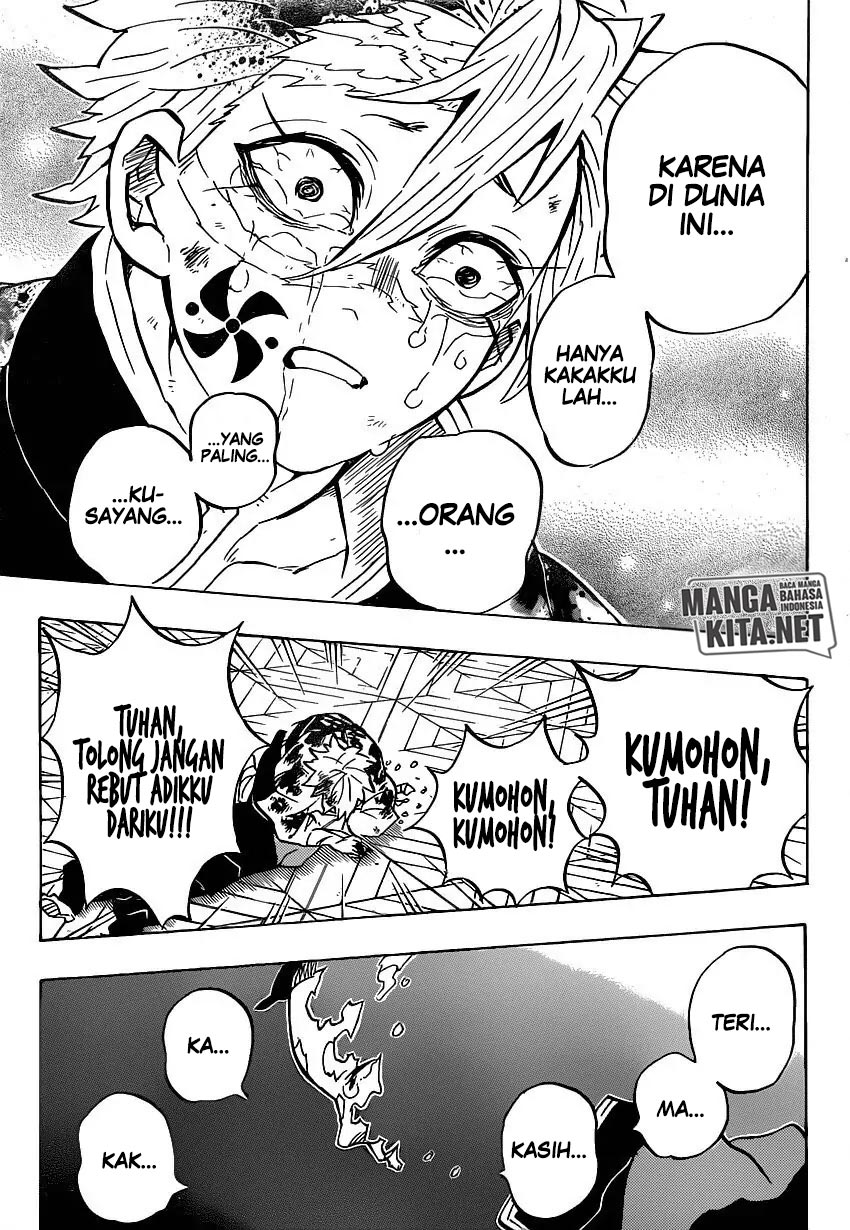 KARENA
DI DUNIA
INI...
HANYA
KAKAKKU
LAH...
...ORANG
...
...YANG
PALING...
...KU-
SAYANG...
MANGA
KITA.NET
BACA MANGA
BAHASA
INDONESIA
KUMOHON,
TUHAN!
KUMOHON,
KUMOHON!
TUHAN,
TOLONG JANGAN
REBUT ADIKKU
DARIKU!!!
TERI...
MA...
KASIH...
KA...
KAK...